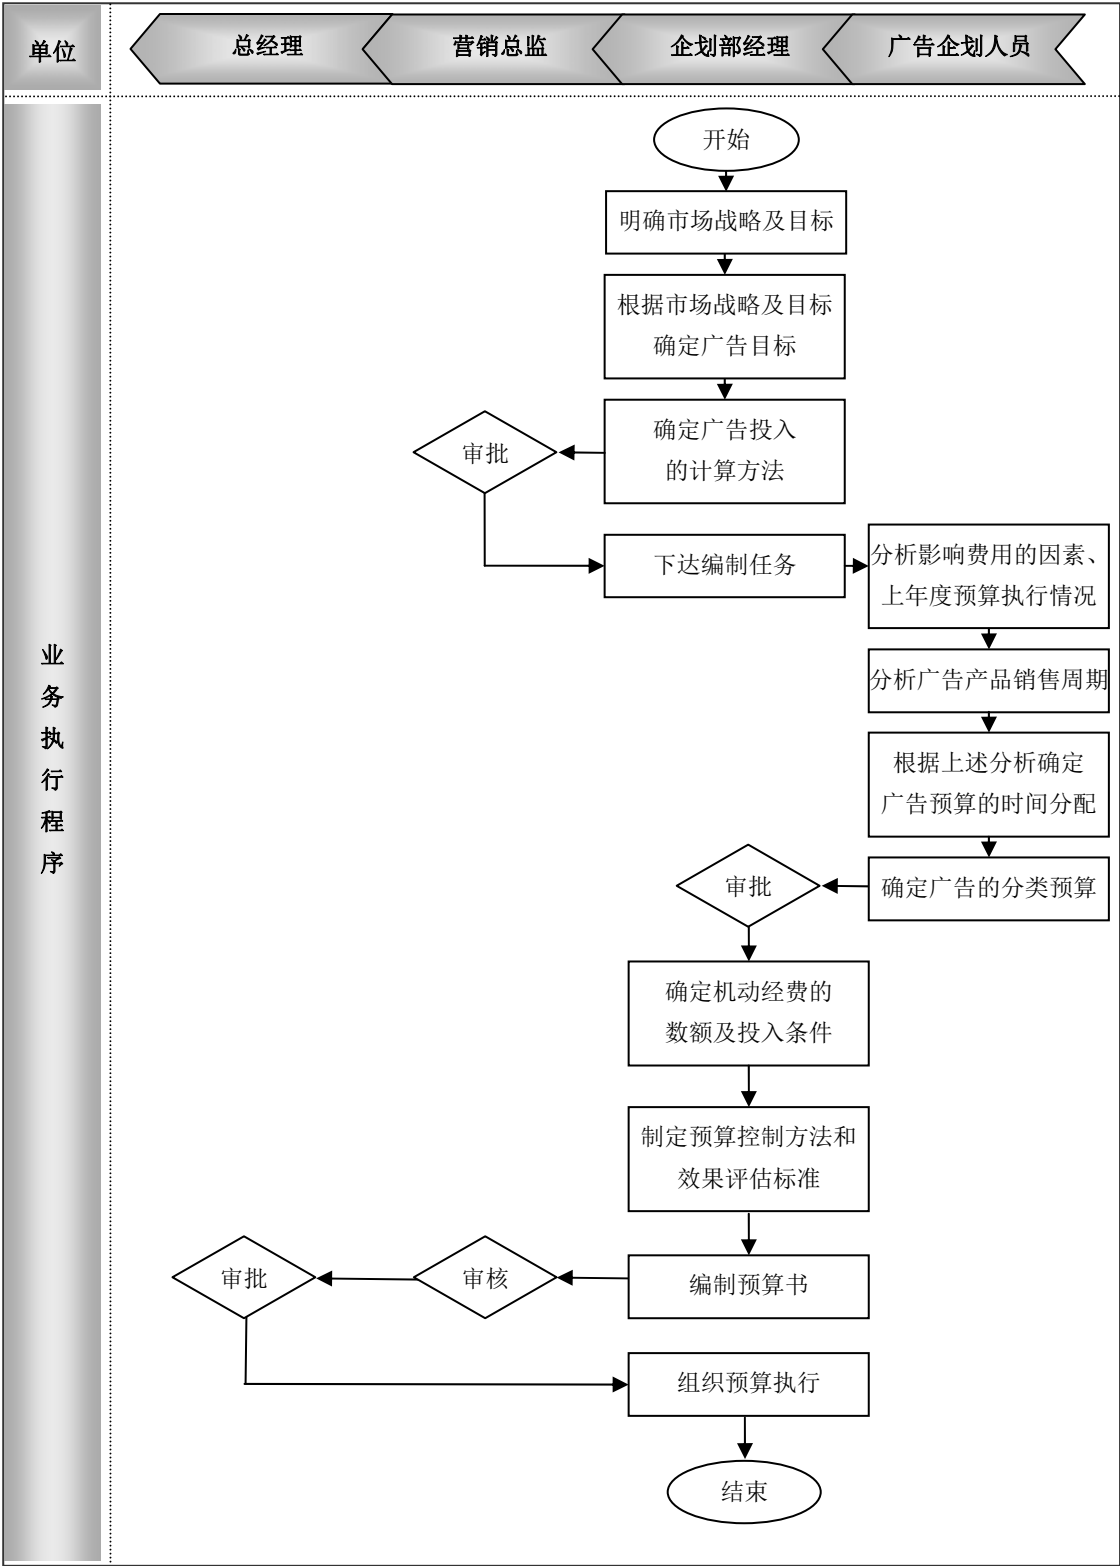 单位
总经理
营销总监
企划部经理
广告企划人员
业
务
执
行
程
序
开始
明确市场战略及目标
根据市场战略及目标
确定广告目标
确定广告投入
的计算方法
审批
下达编制任务
分析影响费用的因素、
上年度预算执行情况
分析广告产品销售周期
根据上述分析确定
广告预算的时间分配
确定广告的分类预算
审批
确定机动经费的
数额及投入条件
制定预算控制方法和
效果评估标准
编制预算书
审核
审批
组织预算执行
结束